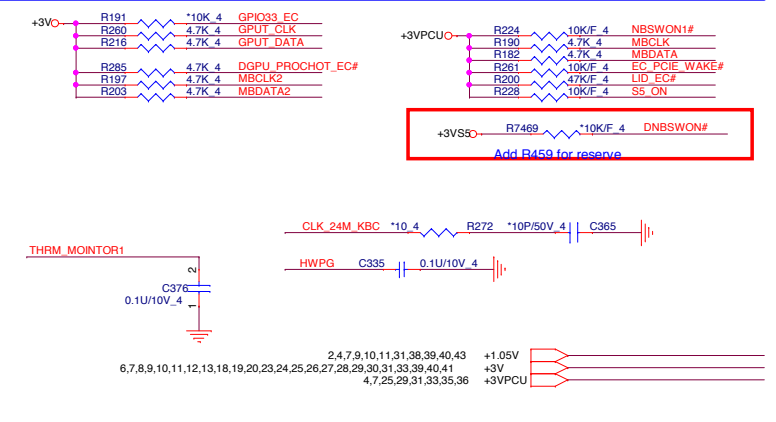 +3V R191 *10K_4 GPIO33_EC
R260 4.7K_4 GPUT_CLK
R216 4.7K_4 GPUT_DATA
R285 4.7K_4 DGPU_PROCHOT_EC#
R197 4.7K_4 MBCLK2
R203 4.7K_4 MBDATA2
+3VPCU R224 10K/F_4 NBSWON1#
R190 4.7K_4 MBCLK
R182 4.7K_4 MBDATA
R261 10K/F_4 EC_PCIE_WAKE#
R200 47K/F_4 LID_EC#
R228 10K/F_4 S5_ON
+3VS5 R7469 *10K/F_4 DNBSWON#
Add R459 for reserve
CLK_24M_KBC *10_4 R272 *10P/50V_4 C365
THRM_MOINTOR1
HWPG C335 0.1U/10V_4
2
C376
0.1U/10V_4
1
2,4,7,9,10,11,31,38,39,40,43 +1.05V
6,7,8,9,10,11,12,13,18,19,20,23,24,25,26,27,28,29,30,31,33,39,40,41 +3V
4,7,25,29,31,33,35,36 +3VPCU